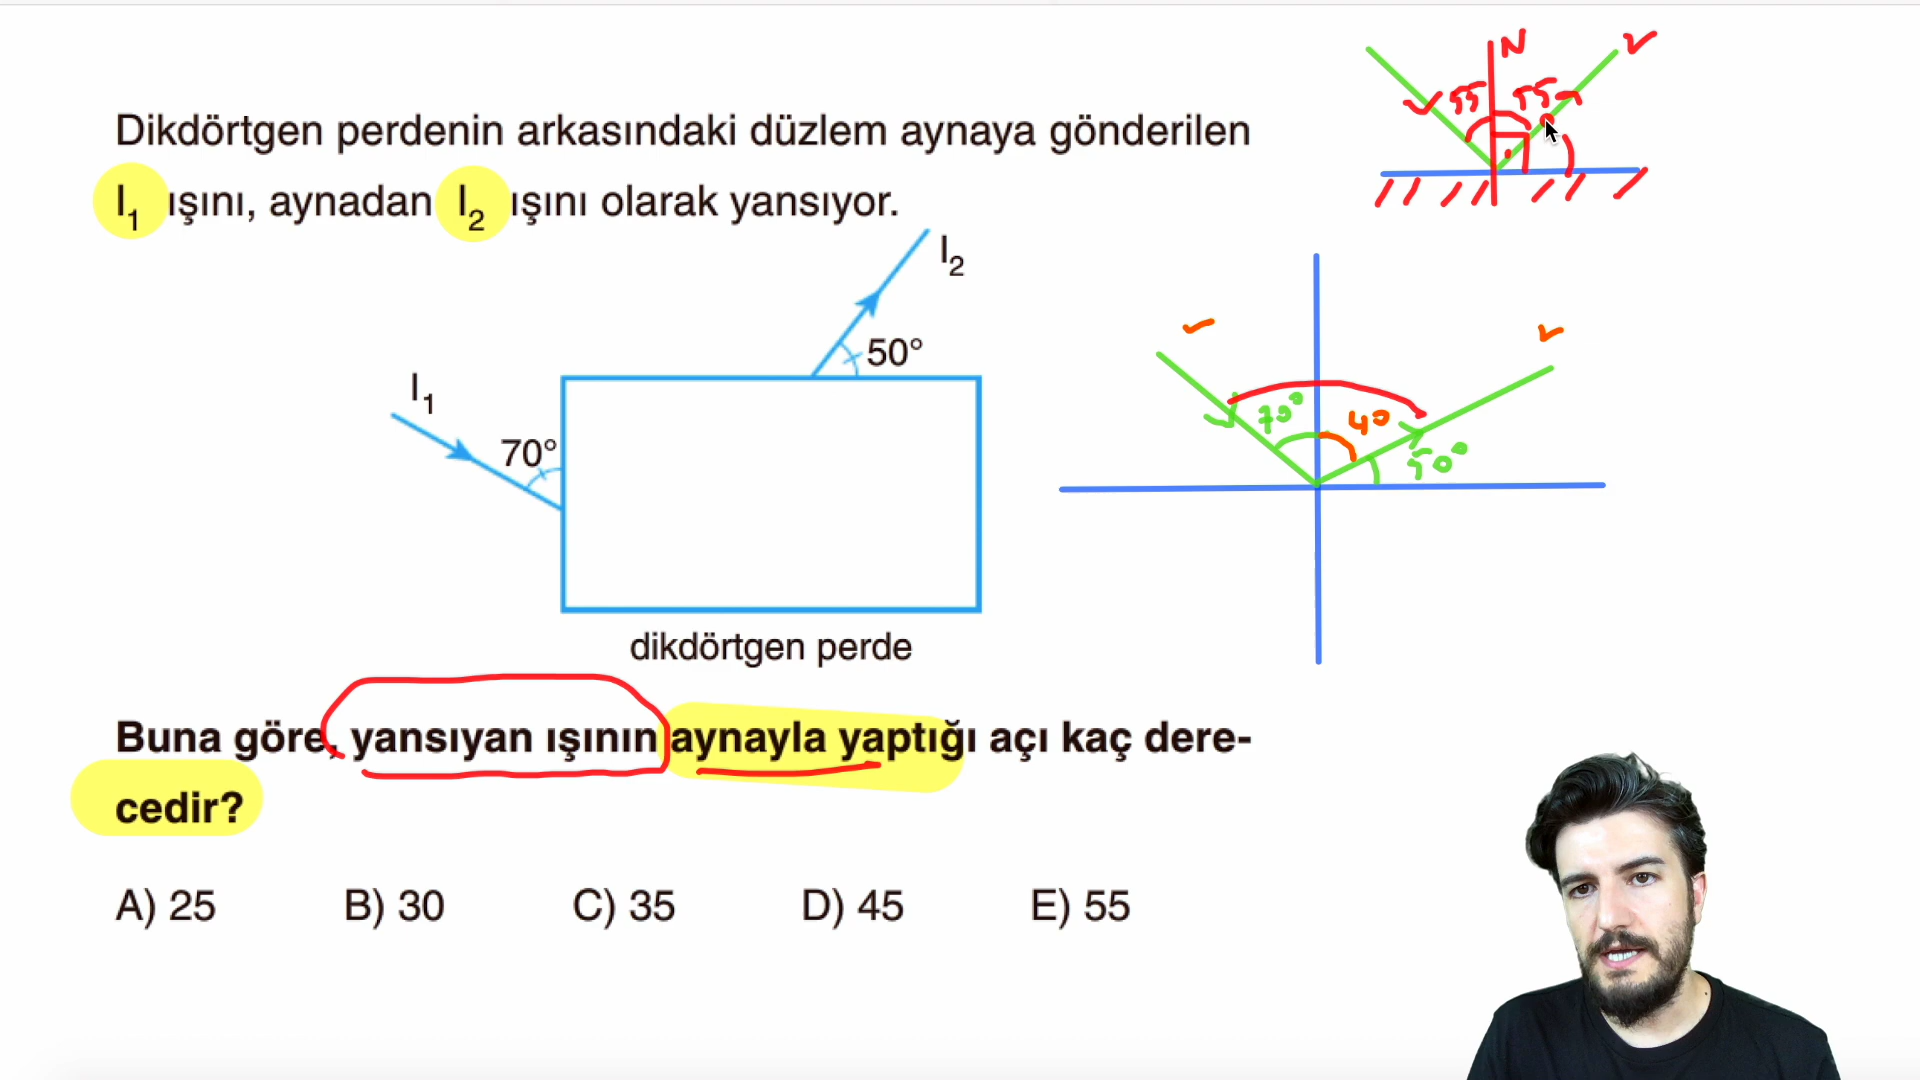 Dikdörtgen perdenin arkasındaki düzlem aynaya gönderilen
I1 ışını, aynadan I2 ışını olarak yansıyor.
I2
50°
I1
70°
dikdörtgen perde
N
55 55
70° 40
50°
Buna göre, yansıyan ışının aynayla yaptığı açı kaç dere-
cedir?
A) 25 B) 30 C) 35 D) 45 E) 55